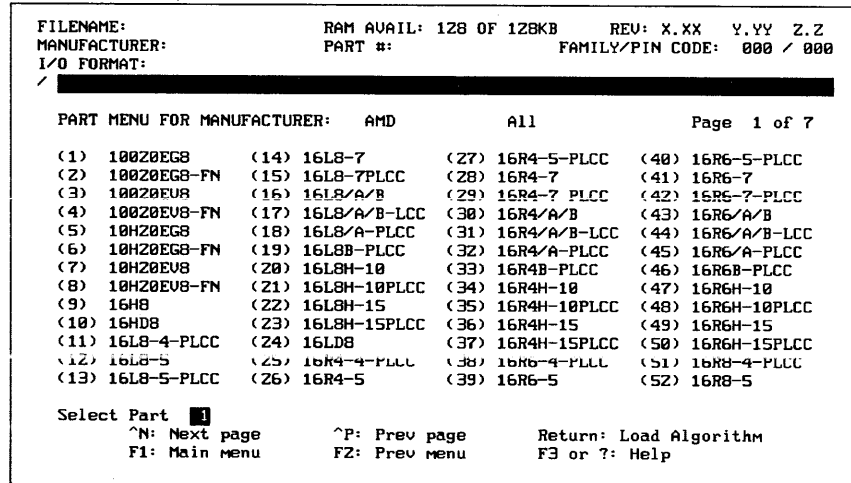 FILENAME: RAM AVAIL: 128 OF 128KB REV: X.XX Y.YY Z.Z
MANUFACTURER: PART #: FAMILY/PIN CODE: 000 / 000
I/O FORMAT:
/
PART MENU FOR MANUFACTURER: AMD All Page 1 of 7
(1) 10020EG8 (14) 16L8-7 (27) 16R4-5-PLCC (40) 16R6-5-PLCC
(2) 10020EG8-FN (15) 16L8-7PLCC (28) 16R4-7 (41) 16R6-7
(3) 10020EV8 (16) 16L8/A/B (29) 16R4-7 PLCC (42) 16R6-7-PLCC
(4) 10020EV8-FN (17) 16L8/A/B-LCC (30) 16R4/A/B (43) 16R6/A/B
(5) 10H20EG8 (18) 16L8/A-PLCC (31) 16R4/A/B-LCC (44) 16R6/A/B-LCC
(6) 10H20EG8-FN (19) 16L8B-PLCC (32) 16R4/A-PLCC (45) 16R6/A-PLCC
(7) 10H20EV8 (20) 16L8H-10 (33) 16R4B-PLCC (46) 16R6B-PLCC
(8) 10H20EV8-FN (21) 16L8H-10PLCC (34) 16R4H-10 (47) 16R6H-10
(9) 16H8 (22) 16L8H-15 (35) 16R4H-10PLCC (48) 16R6H-10PLCC
(10) 16HD8 (23) 16L8H-15PLCC (36) 16R4H-15 (49) 16R6H-15
(11) 16L8-4-PLCC (24) 16LD8 (37) 16R4H-15PLCC (50) 16R6H-15PLCC
(12) 16L8-5 (25) 16R4-4-PLCC (38) 16R6-4-PLCC (51) 16R8-4-PLCC
(13) 16L8-5-PLCC (26) 16R4-5 (39) 16R6-5 (52) 16R8-5
Select Part 1
^N: Next page ^P: Prev page Return: Load Algorithm
F1: Main menu F2: Prev menu F3 or ?: Help